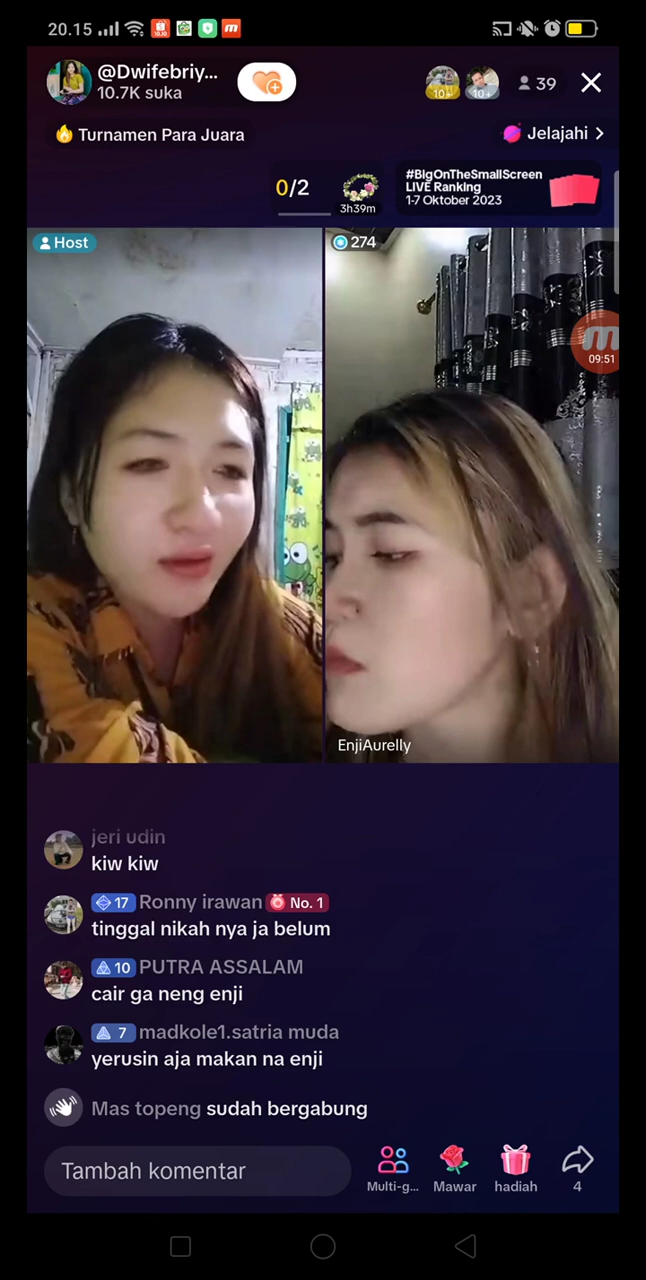 20.15
@Dwifebriy...
10.7K suka
10+
10+
39
Turnamen Para Juara
Jelajahi
0/2
3h39m
#BIgOnTheSmallScreen
LIVE Ranking
1-7 Oktober 2023
Host
274
09:51
EnjiAurelly
jeri udin
kiw kiw
17 Ronny irawan No. 1
tinggal nikah nya ja belum
10 PUTRA ASSALAM
cair ga neng enji
7 madkole1.satria muda
yerusin aja makan na enji
Mas topeng sudah bergabung
Tambah komentar
Multi-g...
Mawar
hadiah
4